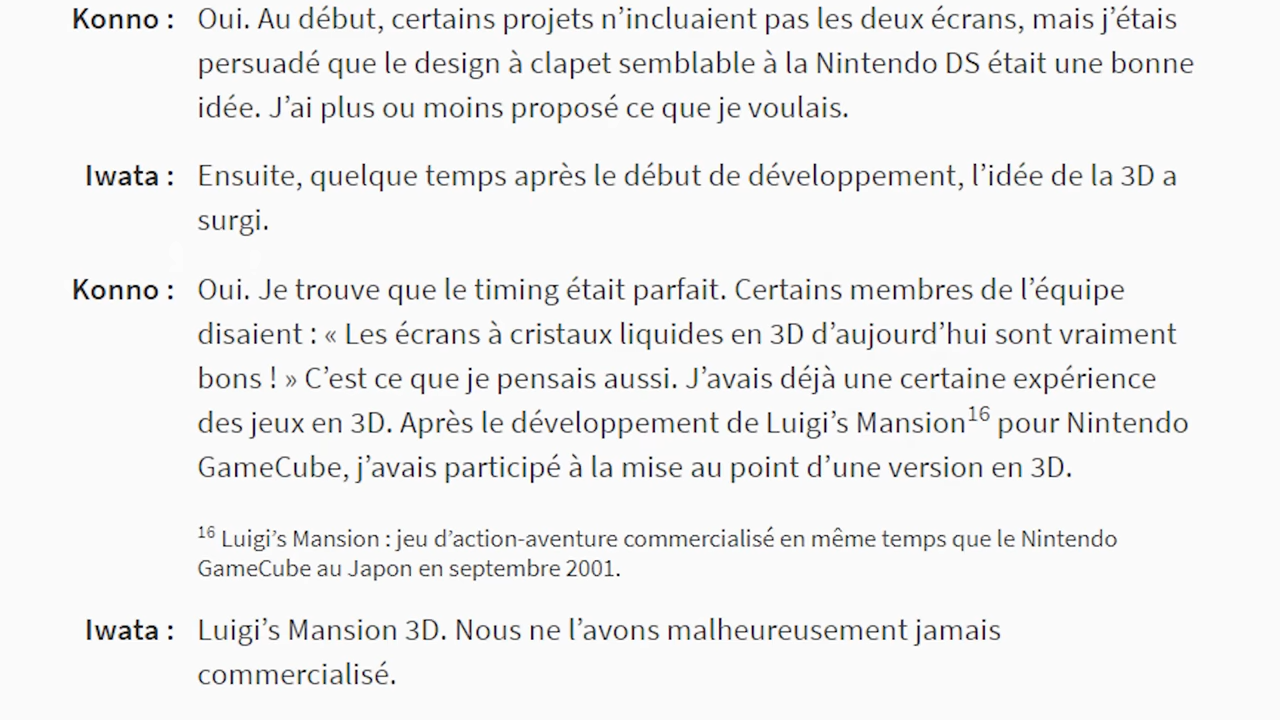 Konno : Oui. Au début, certains projets n’incluaient pas les deux écrans, mais j’étais
persuadé que le design à clapet semblable à la Nintendo DS était une bonne
idée. J’ai plus ou moins proposé ce que je voulais.
Iwata : Ensuite, quelque temps après le début de développement, l’idée de la 3D a
surgi.
Konno : Oui. Je trouve que le timing était parfait. Certains membres de l’équipe
disaient : « Les écrans à cristaux liquides en 3D d’aujourd’hui sont vraiment
bons ! » C’est ce que je pensais aussi. J’avais déjà une certaine expérience
des jeux en 3D. Après le développement de Luigi’s Mansion16 pour Nintendo
GameCube, j’avais participé à la mise au point d’une version en 3D.
16 Luigi’s Mansion : jeu d’action-aventure commercialisé en même temps que le Nintendo
GameCube au Japon en septembre 2001.
Iwata : Luigi’s Mansion 3D. Nous ne l’avons malheureusement jamais
commercialisé.